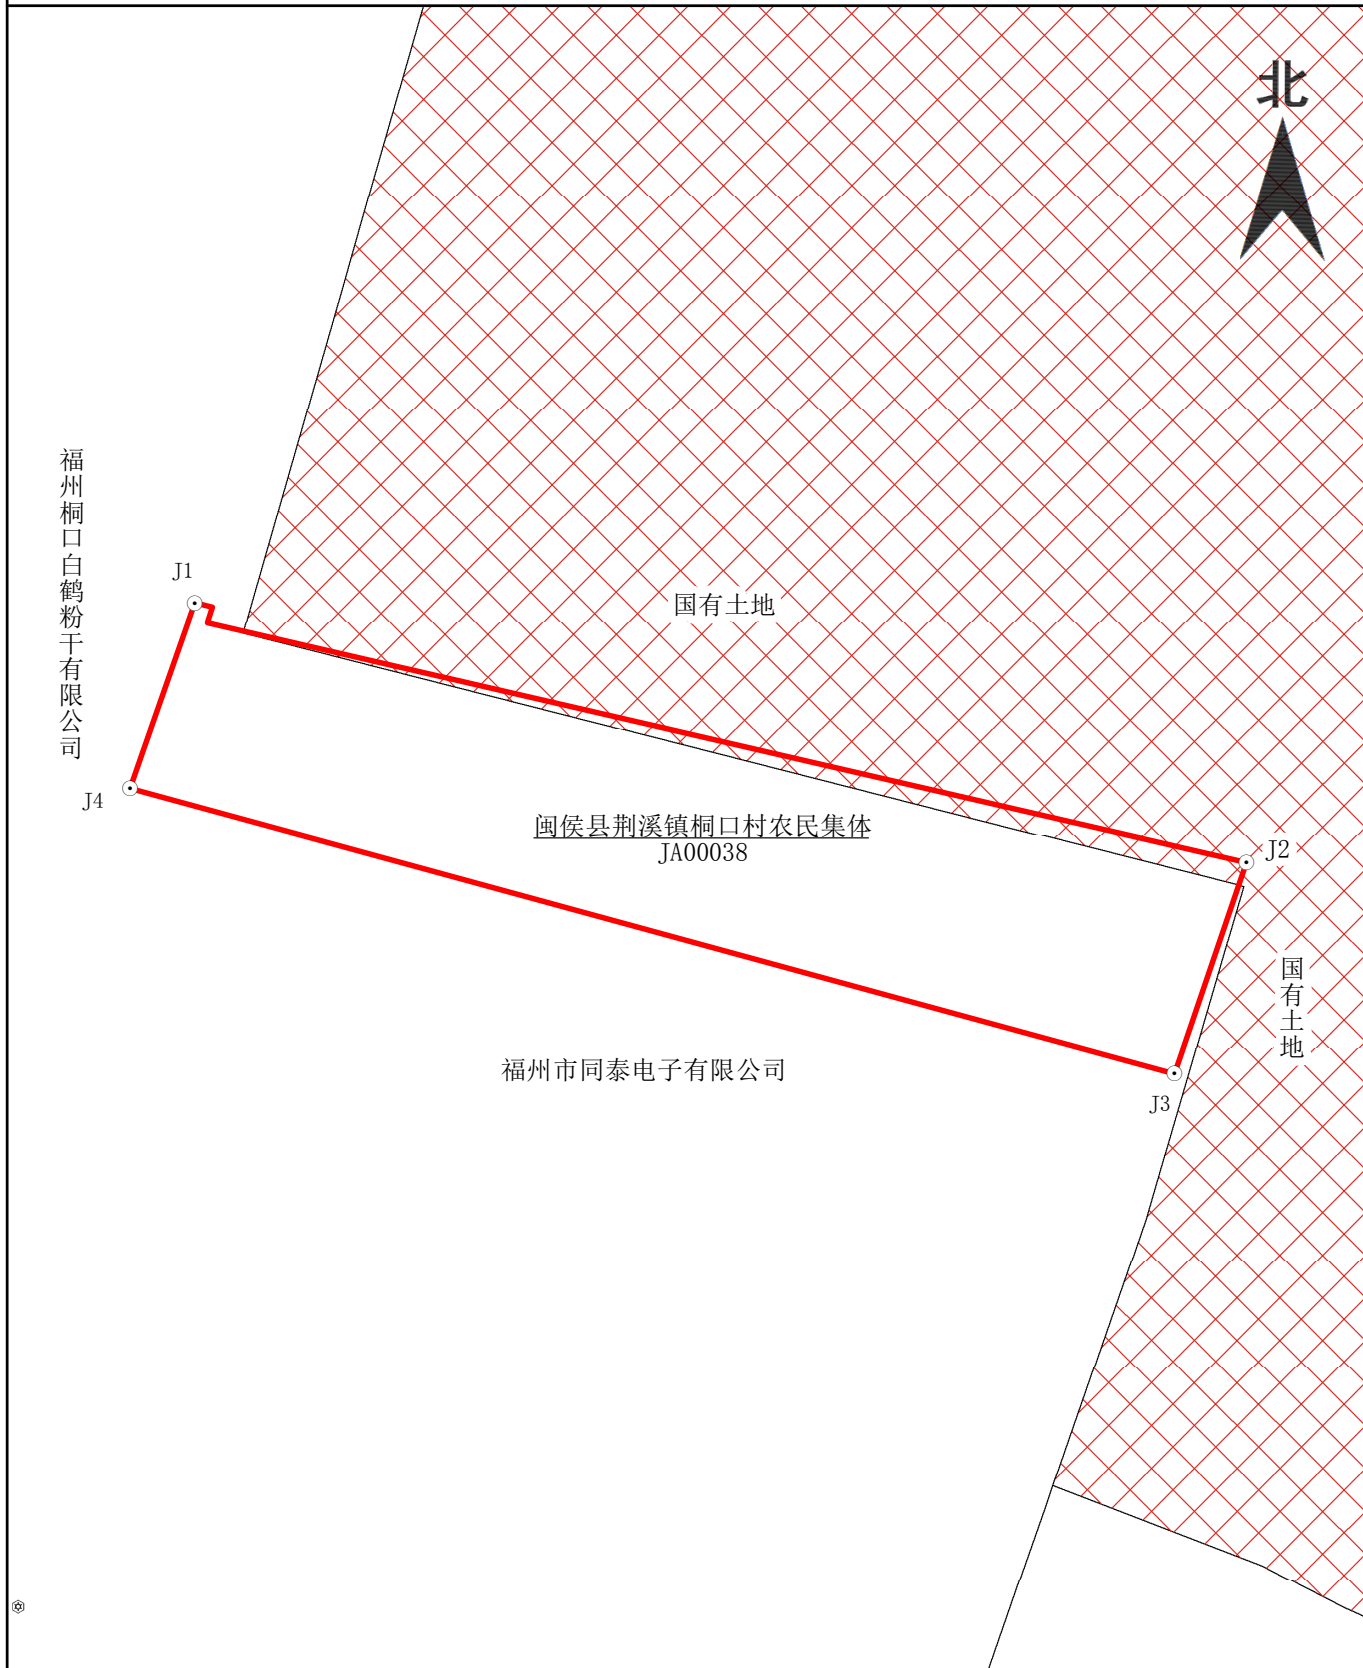 北
福州桐口白鹤粉干有限公司
J1
国有土地
J4
闽侯县荆溪镇桐口村农民集体
JA00038
J2
国有土地
福州市同泰电子有限公司
J3